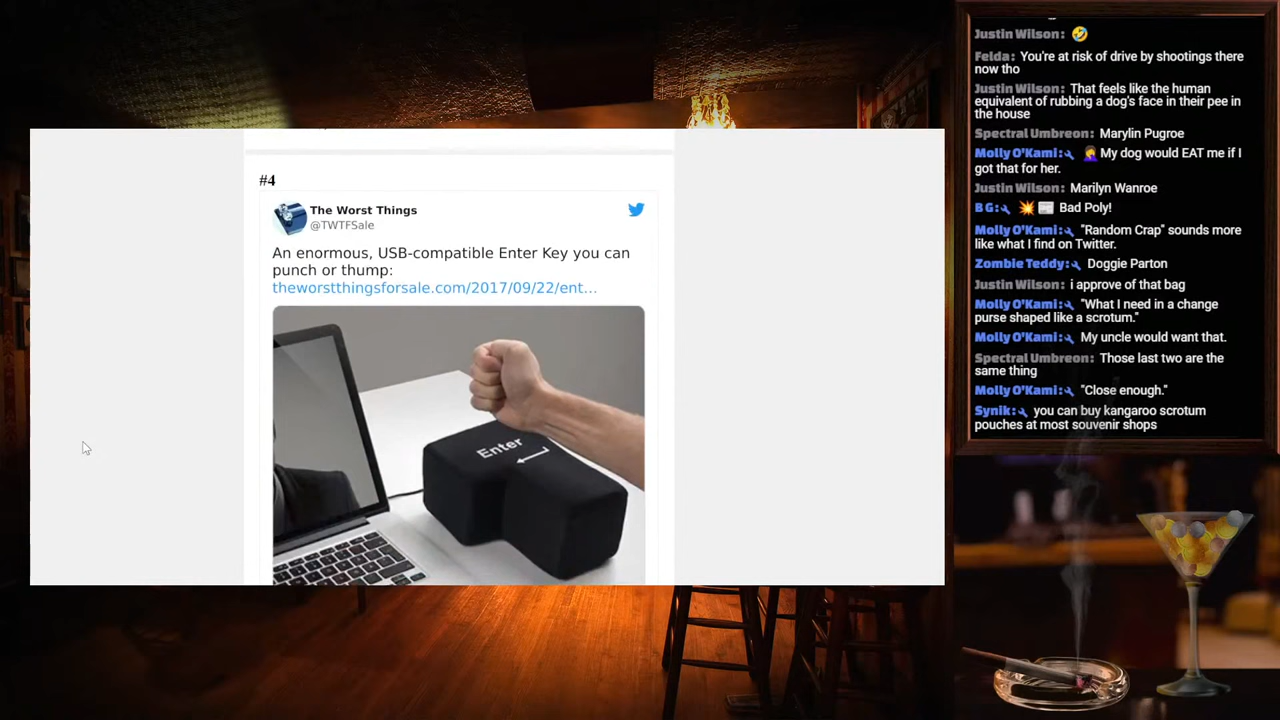 #4
The Worst Things
@TWTFSale
An enormous, USB-compatible Enter Key you can
punch or thump:
theworstthingsforsale.com/2017/09/22/ent…
Enter
Justin Wilson: 🤣
Felda: You're at risk of drive by shootings there
now tho
Justin Wilson: That feels like the human
equivalent of rubbing a dog's face in their pee in
the house
Spectral Umbreon: Marylin Pugroe
Molly O'Kami: 🤦‍♀️ My dog would EAT me if I
got that for her.
Justin Wilson: Marilyn Wanroe
B G: 💥 📰 Bad Poly!
Molly O'Kami: "Random Crap" sounds more
like what I find on Twitter.
Zombie Teddy: Doggie Parton
Justin Wilson: i approve of that bag
Molly O'Kami: "What I need in a change
purse shaped like a scrotum."
Molly O'Kami: My uncle would want that.
Spectral Umbreon: Those last two are the
same thing
Molly O'Kami: "Close enough."
Synik: you can buy kangaroo scrotum
pouches at most souvenir shops